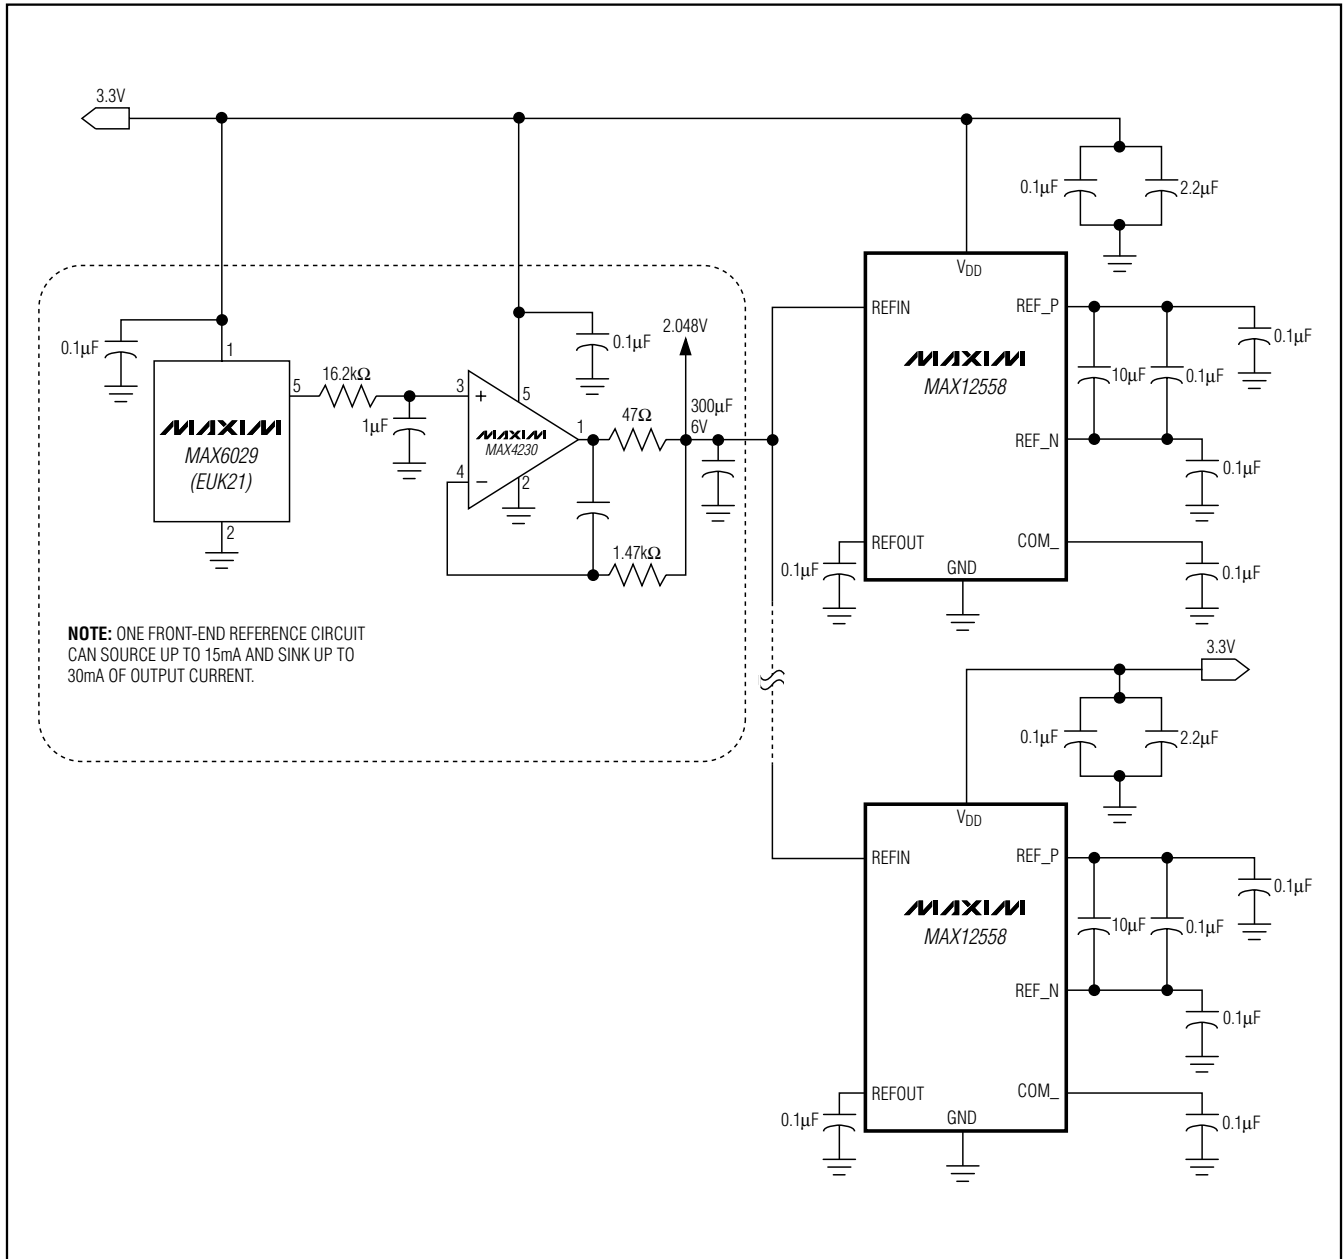 3.3V
0.1µF
2.2µF
VDD
REFIN
REF_P
0.1µF
MAXIM
MAX12558
10µF
0.1µF
REF_N
0.1µF
REFOUT
COM_
0.1µF
GND
0.1µF
0.1µF
1
5
16.2kΩ
MAXIM
MAX6029
(EUK21)
2
1µF
3
+
5
0.1µF
2.048V
MAXIM
MAX4230
1
47Ω
300µF
6V
4
−
2
1.47kΩ
NOTE: ONE FRONT-END REFERENCE CIRCUIT
CAN SOURCE UP TO 15mA AND SINK UP TO
30mA OF OUTPUT CURRENT.
3.3V
0.1µF
2.2µF
VDD
REFIN
REF_P
0.1µF
MAXIM
MAX12558
10µF
0.1µF
REF_N
0.1µF
REFOUT
COM_
0.1µF
GND
0.1µF